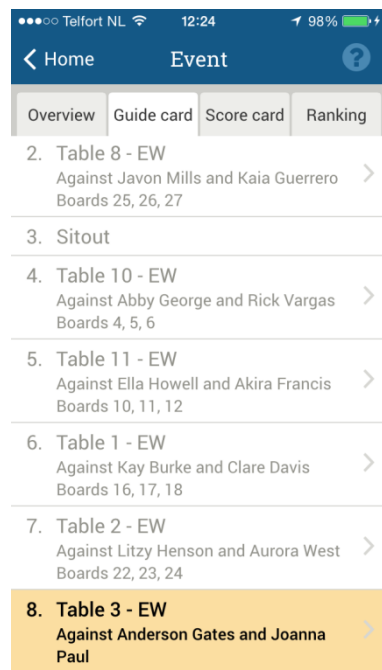 Telfort NL 12:24 98%
Home Event ?
Overview Guide card Score card Ranking
2. Table 8 - EW
Against Javon Mills and Kaia Guerrero
Boards 25, 26, 27
3. Sitout
4. Table 10 - EW
Against Abby George and Rick Vargas
Boards 4, 5, 6
5. Table 11 - EW
Against Ella Howell and Akira Francis
Boards 10, 11, 12
6. Table 1 - EW
Against Kay Burke and Clare Davis
Boards 16, 17, 18
7. Table 2 - EW
Against Litzy Henson and Aurora West
Boards 22, 23, 24
8. Table 3 - EW
Against Anderson Gates and Joanna
Paul